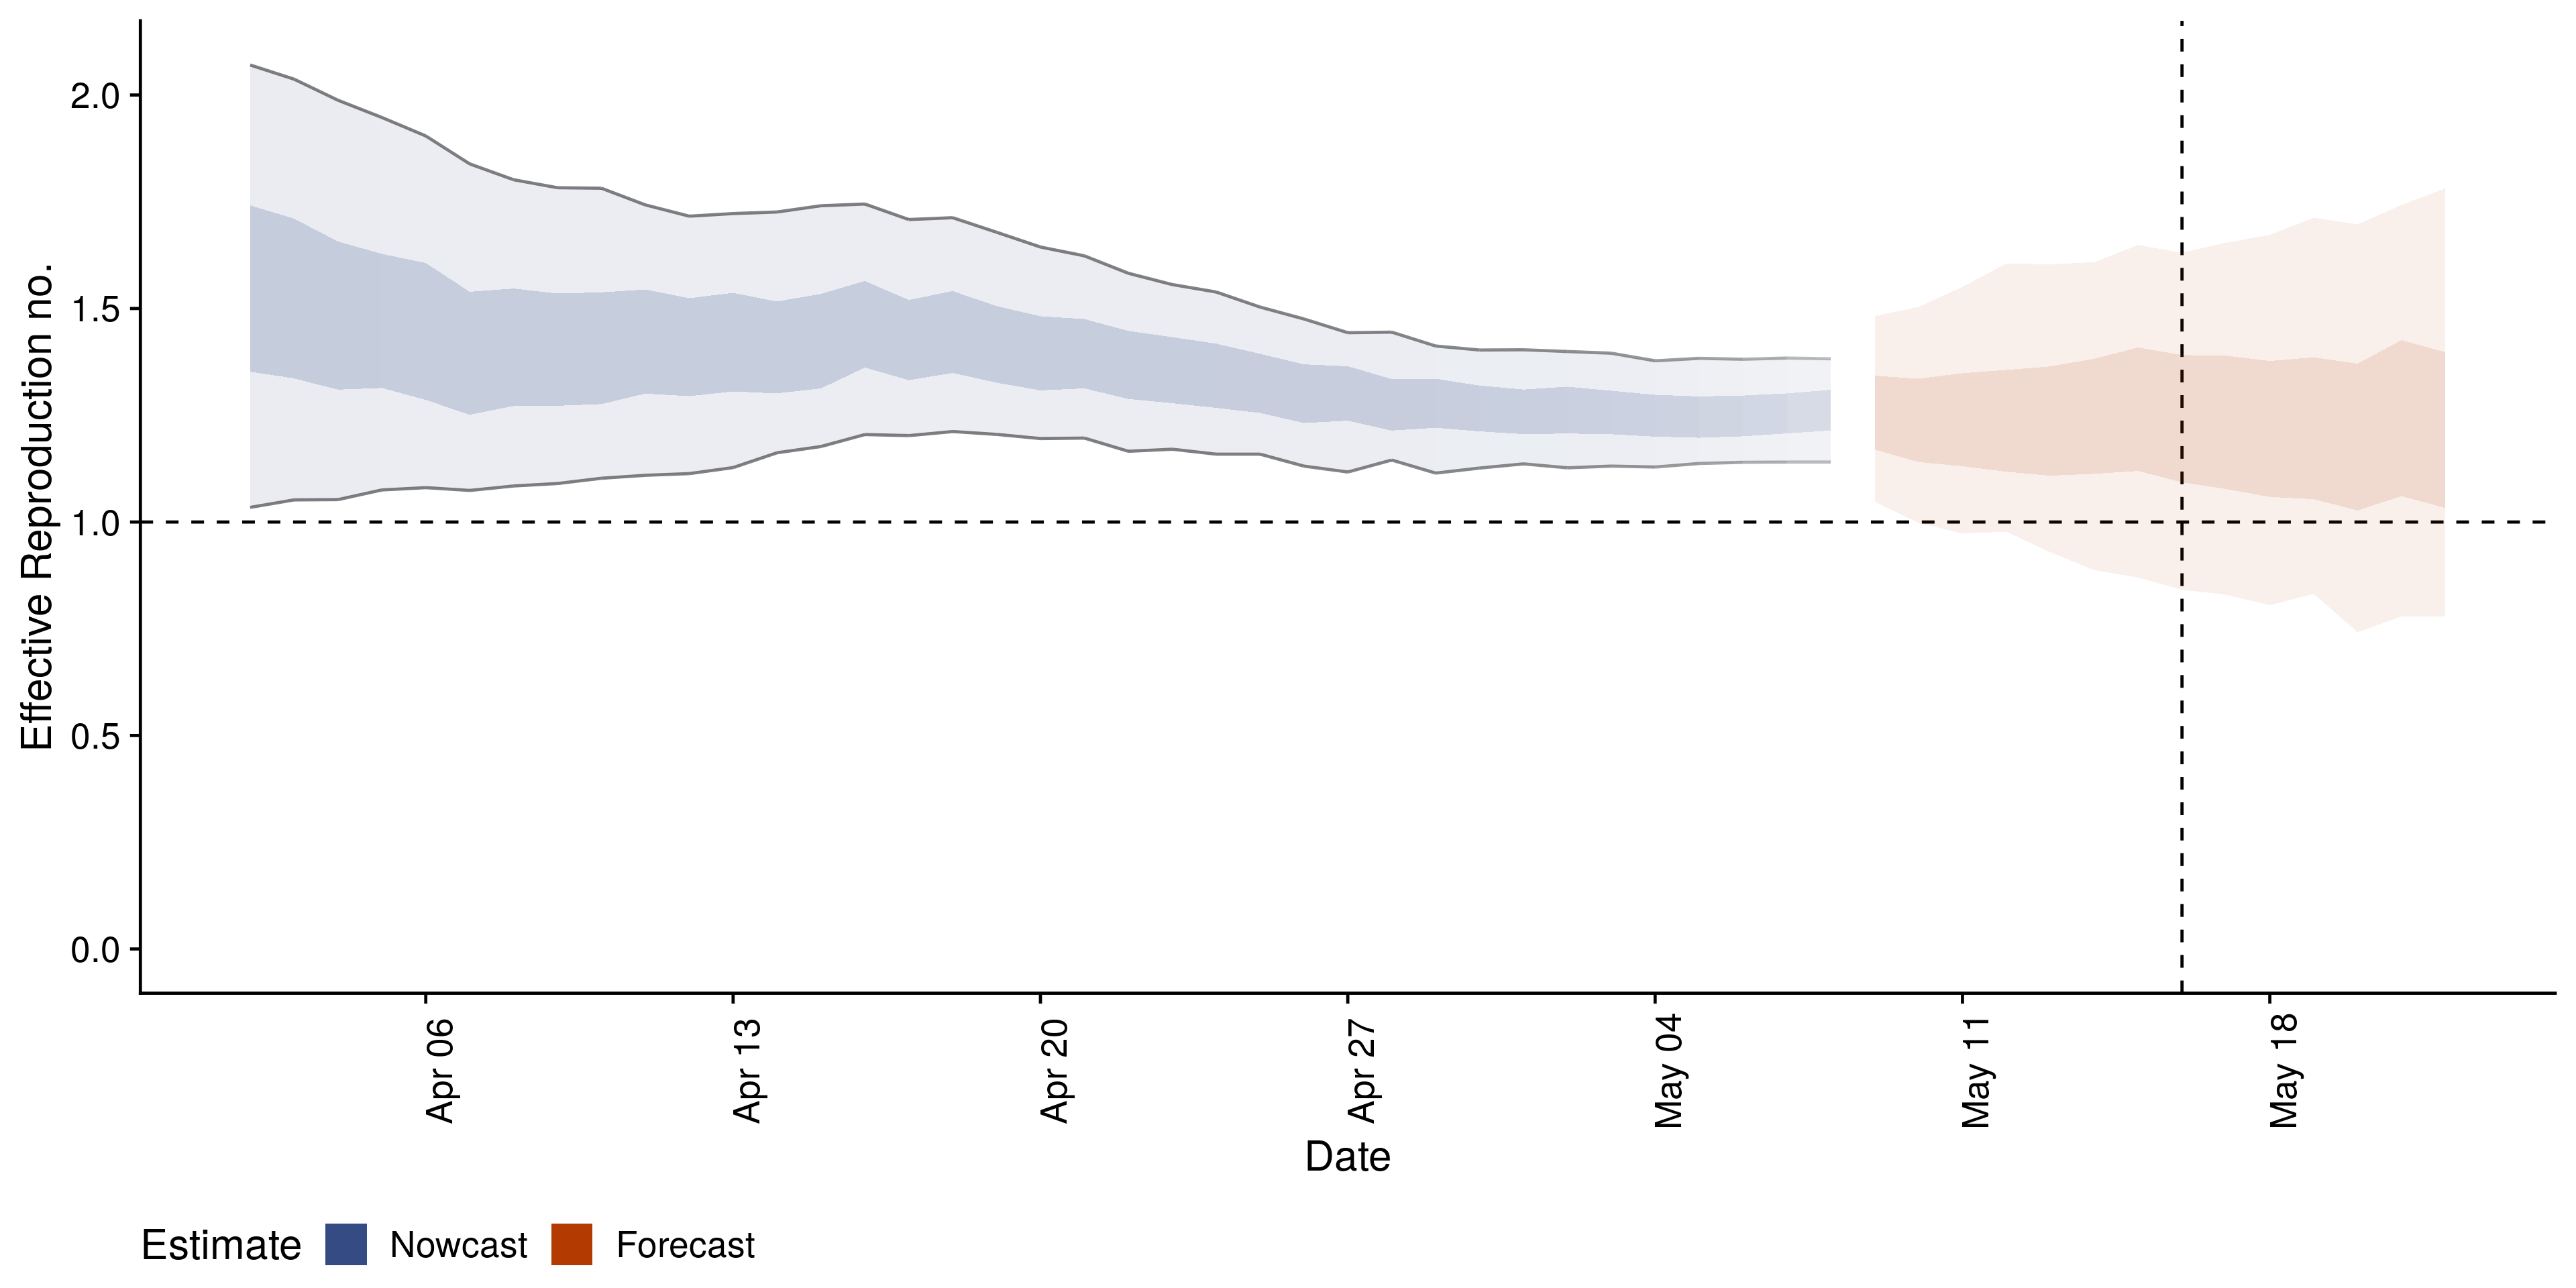 Effective Reproduction no.
2.0
1.5
1.0
0.5
0.0
Apr 06
Apr 13
Apr 20
Apr 27
May 04
May 11
May 18
Date
Estimate Nowcast Forecast